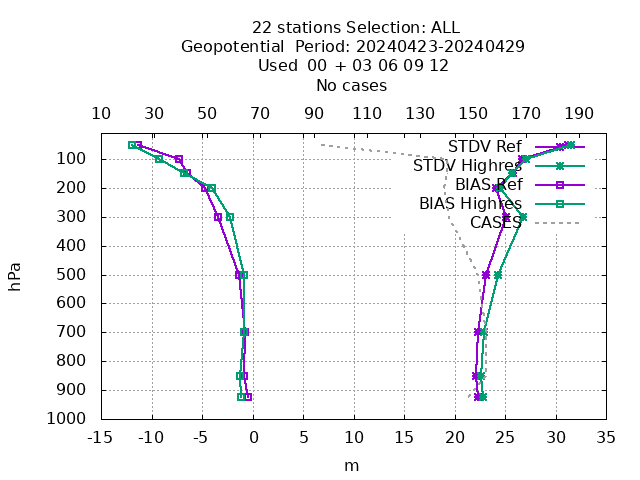 22 stations Selection: ALL
Geopotential  Period: 20240423-20240429
Used  00 + 03 06 09 12
No cases
10 30 50 70 90 110 130 150 170 190
STDV Ref
STDV Highres
BIAS Ref
BIAS Highres
CASES
100
200
300
400
500
600
700
800
900
1000
hPa
-15 -10 -5 0 5 10 15 20 25 30 35
m